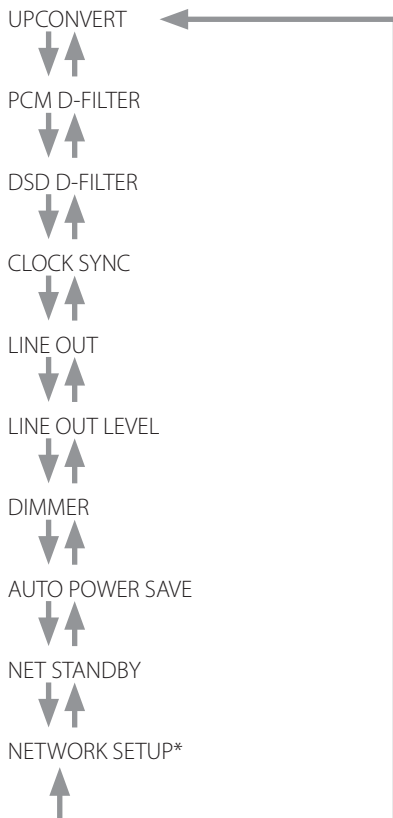 UPCONVERT
PCM D-FILTER
DSD D-FILTER
CLOCK SYNC
LINE OUT
LINE OUT LEVEL
DIMMER
AUTO POWER SAVE
NET STANDBY
NETWORK SETUP*